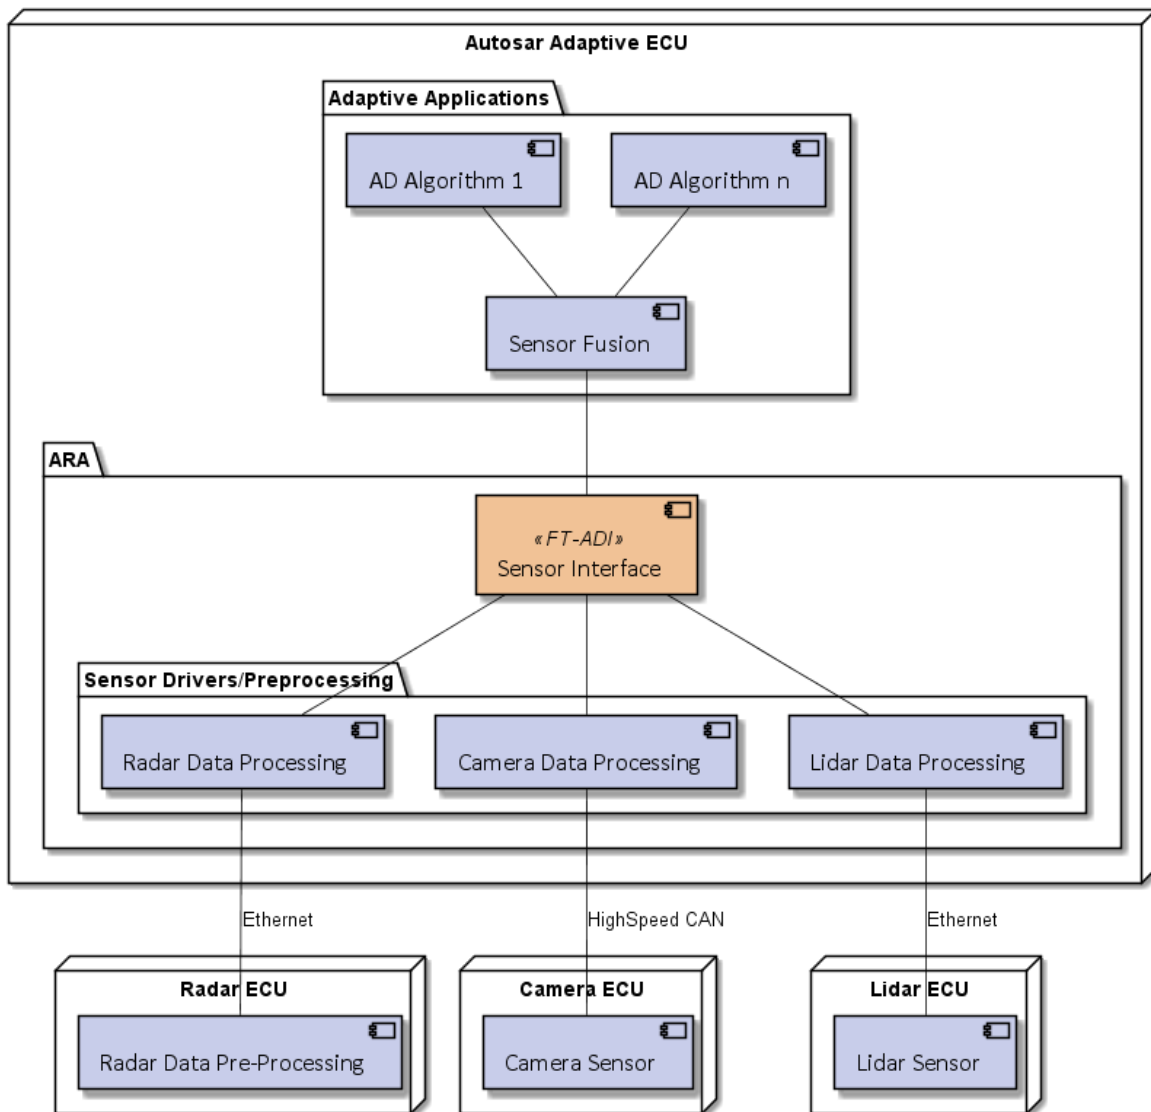 Autosar Adaptive ECU
Adaptive Applications
AD Algorithm 1
AD Algorithm n
Sensor Fusion
ARA
«FT-ADI»
Sensor Interface
Sensor Drivers/Preprocessing
Radar Data Processing
Camera Data Processing
Lidar Data Processing
Ethernet
HighSpeed CAN
Ethernet
Radar ECU
Camera ECU
Lidar ECU
Radar Data Pre-Processing
Camera Sensor
Lidar Sensor